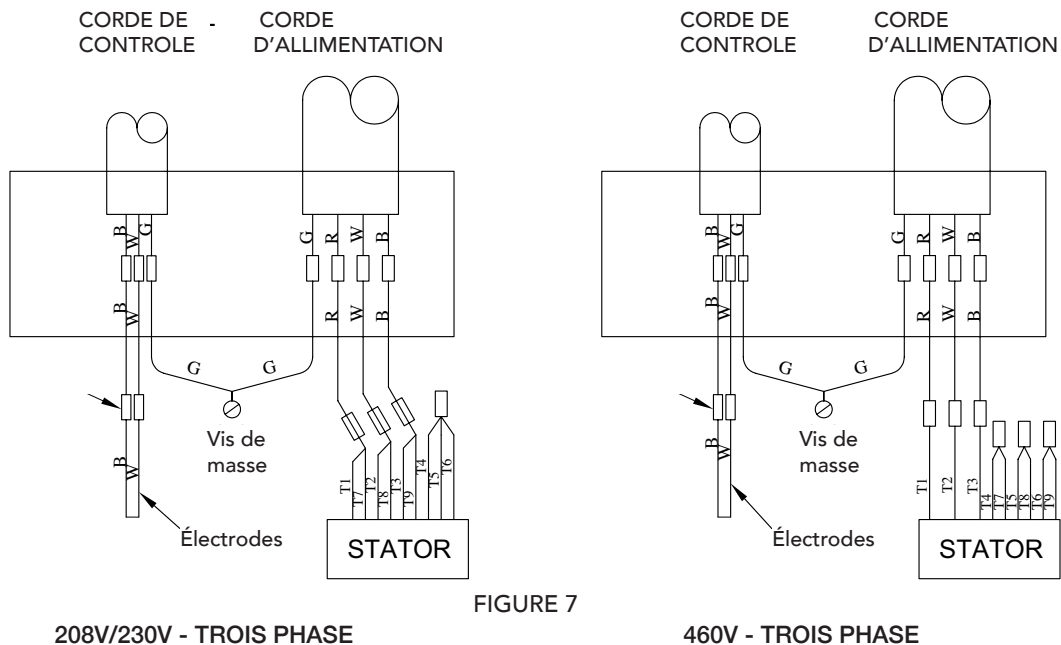 CORDE DE - CORDE
CONTROLE D'ALLIMENTATION
B W G G R W B
B W R W B
G G
Vis de
masse
B W
T1 T7 T2 T8 T3 T9 T4 T5 T6
Électrodes
STATOR
CORDE DE CORDE
CONTROLE D'ALLIMENTATION
B W G G R W B
B W R W B
G G
Vis de
masse
B W
T1 T2 T3 T4 T7 T5 T8 T6 T9
Électrodes
STATOR
FIGURE 7
208V/230V - TROIS PHASE
460V - TROIS PHASE